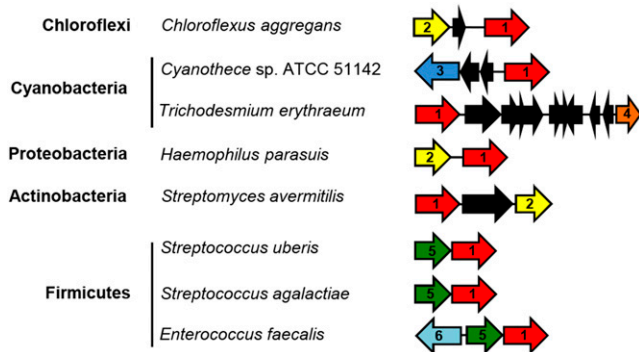 Chloroflexi Chloroflexus aggregans 2 1
Cyanobacteria
Cyanothece sp. ATCC 51142 3 1
Trichodesmium erythraeum 1 4
Proteobacteria Haemophilus parasuis 2 1
Actinobacteria Streptomyces avermitilis 1 2
Streptococcus uberis 5 1
Firmicutes
Streptococcus agalactiae 5 1
Enterococcus faecalis 6 5 1